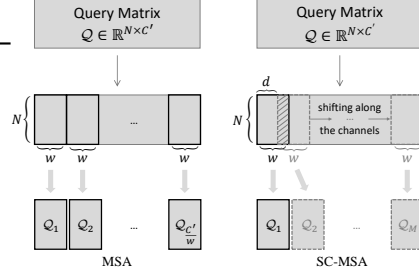 Query Matrix
𝒬 ∈ ℝ^{N×C′}
N
...
w w w
𝒬_1 𝒬_2 ... 𝒬_{C′/w}
MSA
Query Matrix
𝒬 ∈ ℝ^{N×C′}
d
N
shifting along
...
the channels
w w w
𝒬_1 𝒬_2 ... 𝒬_M
SC-MSA